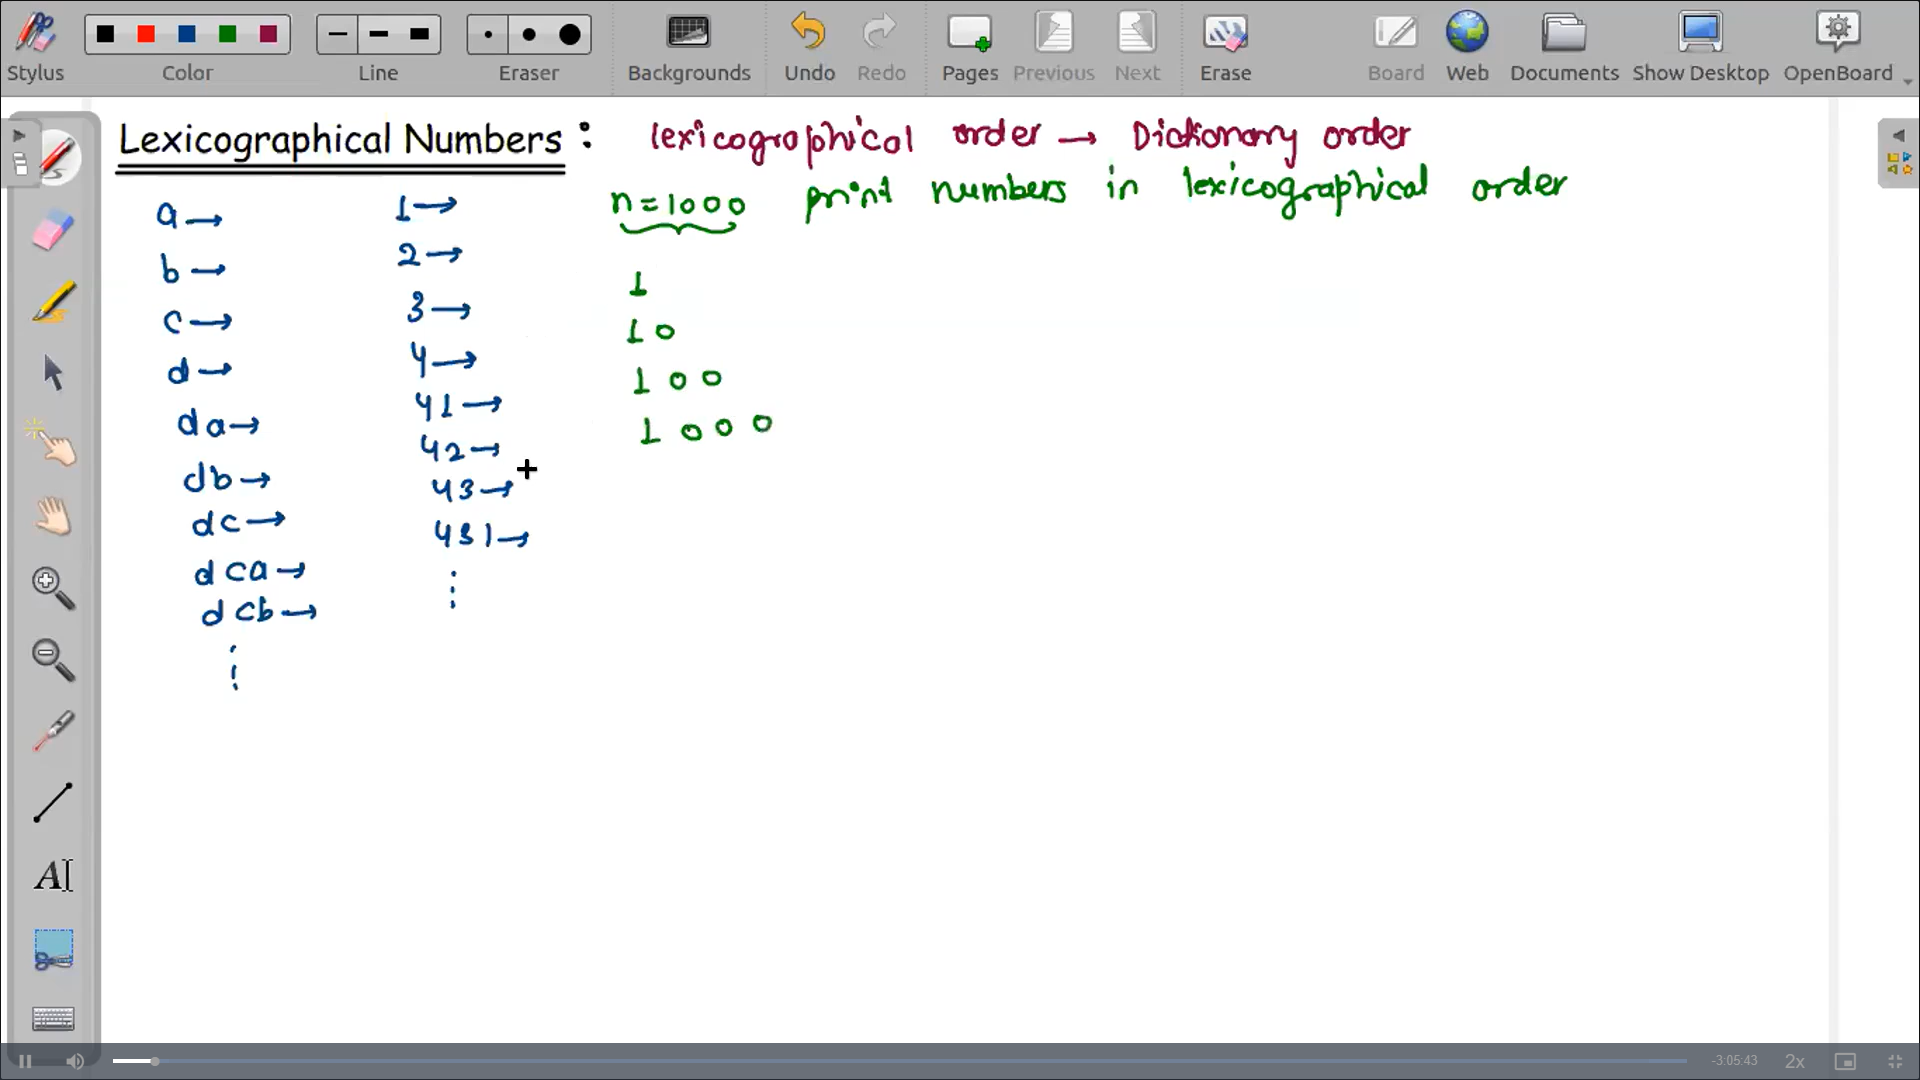 Stylus
Color
Line
Eraser
Backgrounds
Undo
Redo
Pages
Previous
Next
Erase
Board
Web
Documents
Show Desktop
OpenBoard
Lexicographical Numbers : lexicographical order → Dictionary order
n = 1000 print numbers in lexicographical order
a →
b →
c →
d →
da →
db →
dc →
dca →
dcb →
1 →
2 →
3 →
4 →
41 →
42 →
43 →
431 →
1
10
100
1000
A
-3:05:43
2x